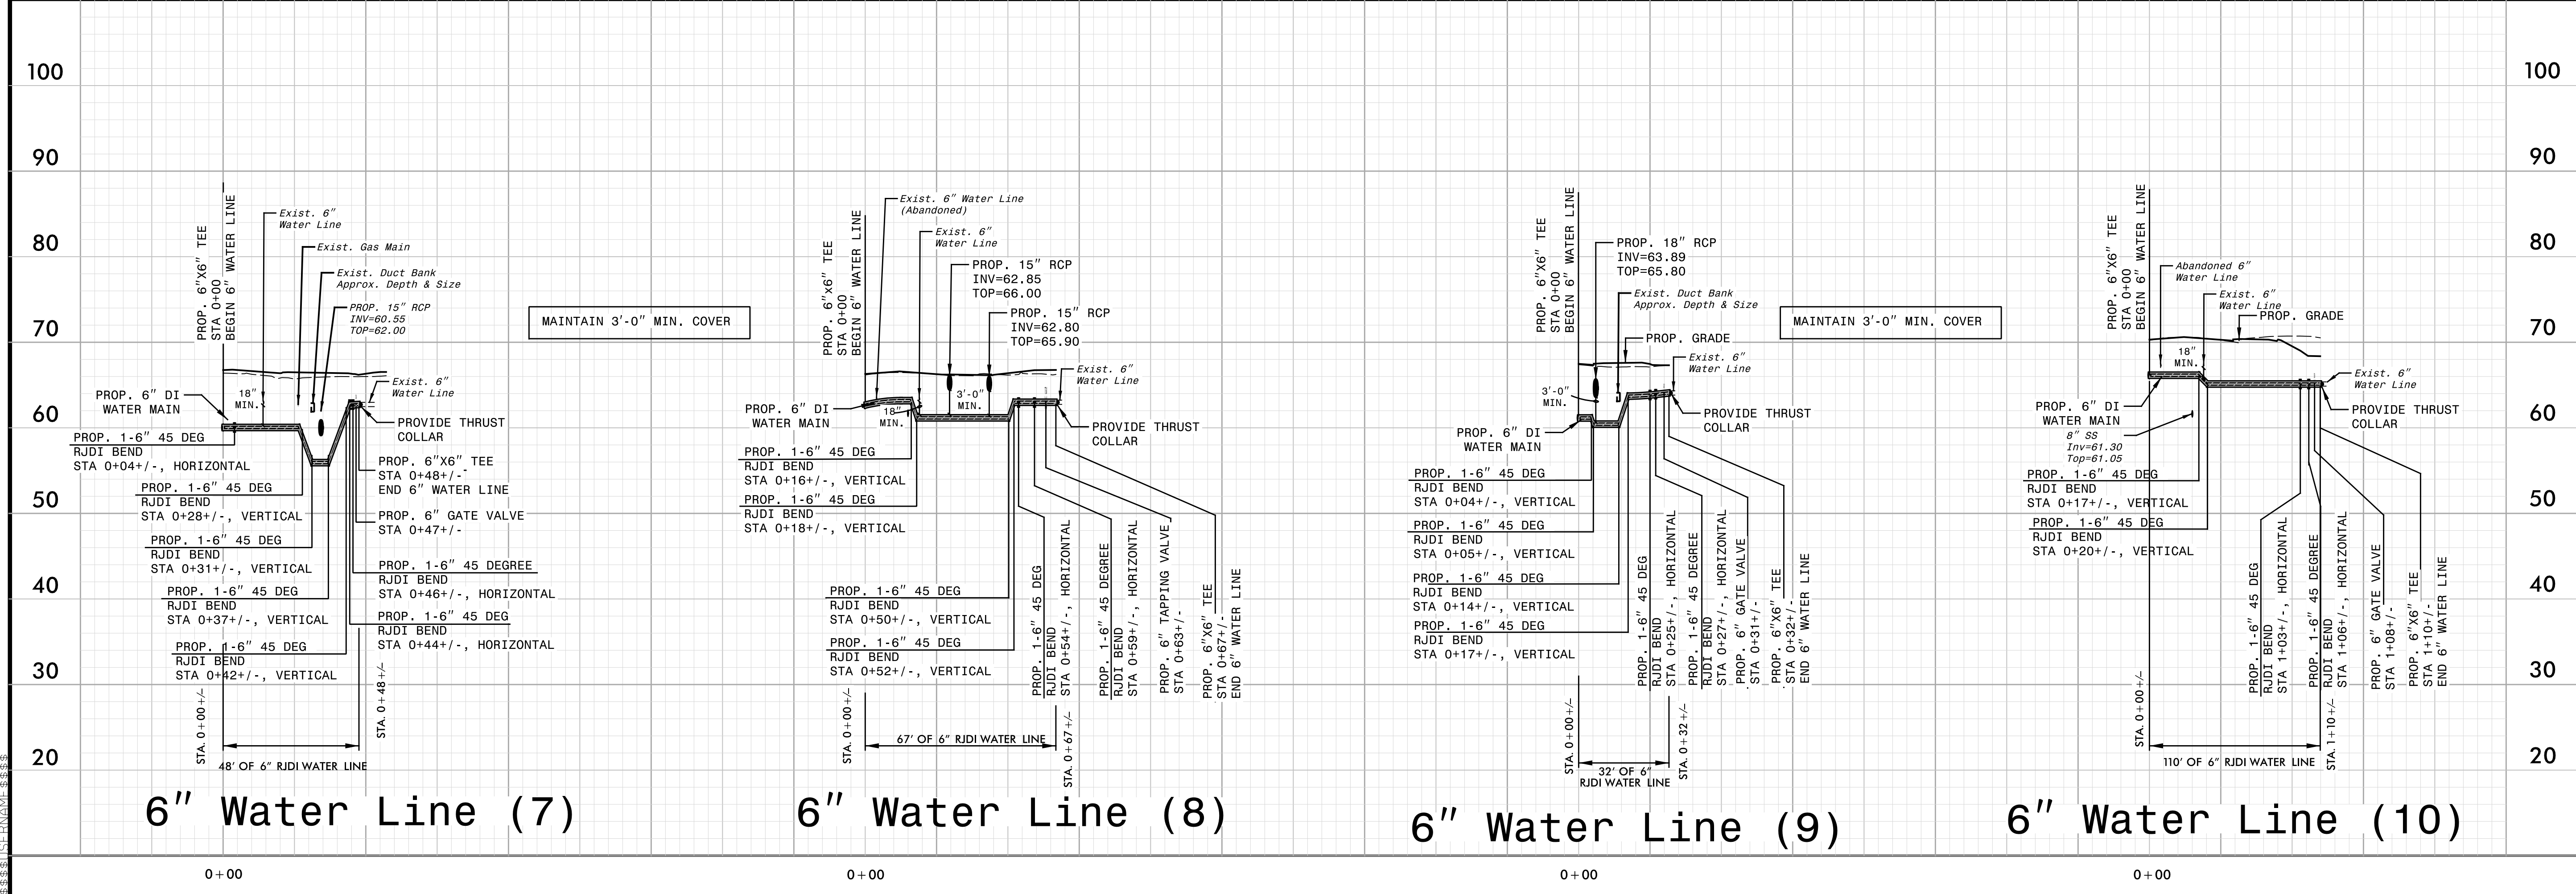 100
90
80
70
60
50
40
30
20
PROP. 6"X6" TEE
STA 0+00
BEGIN 6" WATER LINE
Exist. 6"
Water Line
Exist. Gas Main
Exist. Duct Bank
Approx. Depth & Size
PROP. 15" RCP
INV=60.55
TOP=62.00
18"
MIN.
Exist. 6"
Water Line
PROP. 6" DI
WATER MAIN
PROVIDE THRUST
COLLAR
PROP. 1-6" 45 DEG
RJDI BEND
STA 0+04+/-, HORIZONTAL
PROP. 1-6" 45 DEG
RJDI BEND
STA 0+28+/-, VERTICAL
PROP. 1-6" 45 DEG
RJDI BEND
STA 0+31+/-, VERTICAL
PROP. 1-6" 45 DEG
RJDI BEND
STA 0+37+/-, VERTICAL
PROP. 1-6" 45 DEG
RJDI BEND
STA 0+42+/-, VERTICAL
PROP. 6"X6" TEE
STA 0+48+/-
END 6" WATER LINE
PROP. 6" GATE VALVE
STA 0+47+/-
PROP. 1-6" 45 DEGREE
RJDI BEND
STA 0+46+/-, HORIZONTAL
PROP. 1-6" 45 DEG
RJDI BEND
STA 0+44+/-, HORIZONTAL
STA. 0+00+/-
STA. 0+48+/-
48' OF 6" RJDI WATER LINE
6" Water Line (7)
0+00
MAINTAIN 3'-0" MIN. COVER
PROP. 6"x6" TEE
STA 0+00
BEGIN 6" WATER LINE
Exist. 6" Water Line
(Abandoned)
Exist. 6"
Water Line
PROP. 15" RCP
INV=62.85
TOP=66.00
PROP. 15" RCP
INV=62.80
TOP=65.90
Exist. 6"
Water Line
3'-0"
MIN.
18"
MIN.
PROP. 6" DI
WATER MAIN
PROVIDE THRUST
COLLAR
PROP. 1-6" 45 DEG
RJDI BEND
STA 0+16+/-, VERTICAL
PROP. 1-6" 45 DEG
RJDI BEND
STA 0+18+/-, VERTICAL
PROP. 1-6" 45 DEG
RJDI BEND
STA 0+50+/-, VERTICAL
PROP. 1-6" 45 DEG
RJDI BEND
STA 0+52+/-, VERTICAL
PROP. 1-6" 45 DEG
RJDI BEND
STA 0+54+/-, HORIZONTAL
PROP. 1-6" 45 DEGREE
RJDI BEND
STA 0+59+/-, HORIZONTAL
PROP. 6" TAPPING VALVE
STA 0+63+/-
PROP. 6"X6" TEE
STA 0+67+/-
END 6" WATER LINE
STA. 0+00+/-
STA. 0+67+/-
67' OF 6" RJDI WATER LINE
6" Water Line (8)
0+00
PROP. 6"X6" TEE
STA 0+00
BEGIN 6" WATER LINE
PROP. 18" RCP
INV=63.89
TOP=65.80
Exist. Duct Bank
Approx. Depth & Size
PROP. GRADE
Exist. 6"
Water Line
3'-0"
MIN.
PROP. 6" DI
WATER MAIN
PROVIDE THRUST
COLLAR
PROP. 1-6" 45 DEG
RJDI BEND
STA 0+04+/-, VERTICAL
PROP. 1-6" 45 DEG
RJDI BEND
STA 0+05+/-, VERTICAL
PROP. 1-6" 45 DEG
RJDI BEND
STA 0+14+/-, VERTICAL
PROP. 1-6" 45 DEG
RJDI BEND
STA 0+17+/-, VERTICAL
PROP. 1-6" 45 DEG
RJDI BEND
STA 0+25+/-, HORIZONTAL
PROP. 1-6" 45 DEGREE
RJDI BEND
STA 0+27+/-, HORIZONTAL
PROP. 6" GATE VALVE
STA 0+31+/-
PROP. 6"X6" TEE
STA 0+32+/-
END 6" WATER LINE
STA. 0+00+/-
STA. 0+32+/-
32' OF 6"
RJDI WATER LINE
6" Water Line (9)
0+00
MAINTAIN 3'-0" MIN. COVER
PROP. 6"X6" TEE
STA 0+00
BEGIN 6" WATER LINE
Abandoned 6"
Water Line
Exist. 6"
Water Line
PROP. GRADE
18"
MIN.
Exist. 6"
Water Line
PROP. 6" DI
WATER MAIN
8" SS
Inv=61.30
Top=61.05
PROVIDE THRUST
COLLAR
PROP. 1-6" 45 DEG
RJDI BEND
STA 0+17+/-, VERTICAL
PROP. 1-6" 45 DEG
RJDI BEND
STA 0+20+/-, VERTICAL
PROP. 1-6" 45 DEG
RJDI BEND
STA 1+03+/-, HORIZONTAL
PROP. 1-6" 45 DEGREE
RJDI BEND
STA 1+06+/-, HORIZONTAL
PROP. 6" GATE VALVE
STA 1+08+/-
PROP. 6"X6" TEE
STA 1+10+/-
END 6" WATER LINE
STA. 0+00+/-
STA. 1+10+/-
110' OF 6" RJDI WATER LINE
6" Water Line (10)
0+00
100
90
80
70
60
50
40
30
20